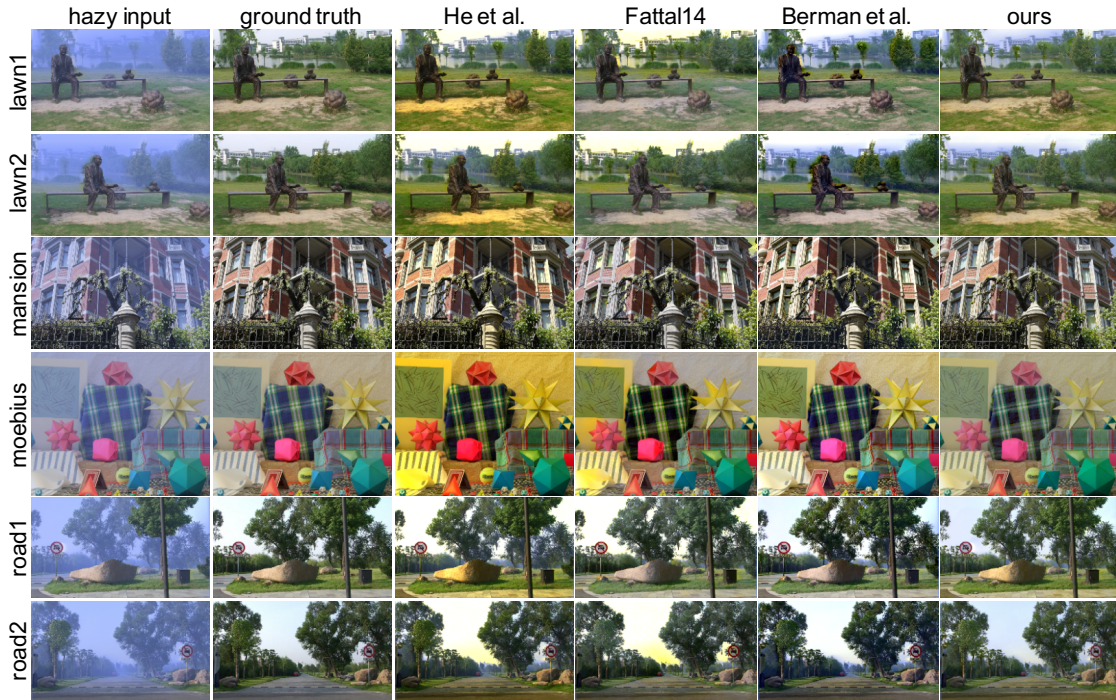 hazy input ground truth He et al. Fattal14 Berman et al. ours
lawn1
lawn2
mansion
moebius
road1
road2